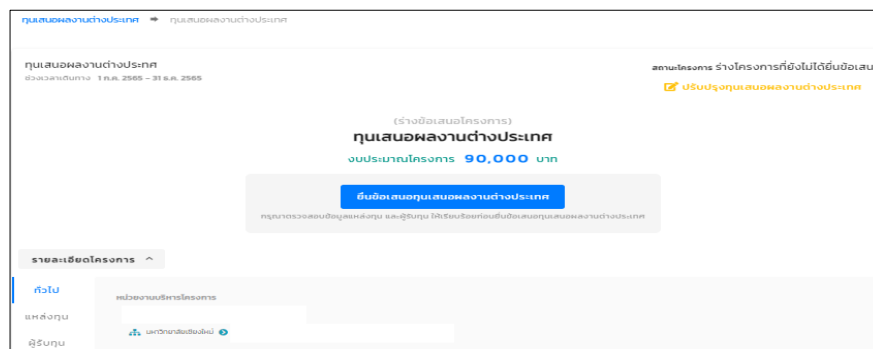 ทุนเสนอผลงานต่างประเทศ ➡ ทุนเสนอผลงานต่างประเทศ
ทุนเสนอผลงานต่างประเทศ
ช่วงเวลาเดินทาง 1 ก.ค. 2565 - 31 ธ.ค. 2565
สถานะโครงการ ร่างโครงการที่ยังไม่ได้ยื่นข้อเสน
ปรับปรุงทุนเสนอผลงานต่างประเทศ
(ร่างข้อเสนอโครงการ)
ทุนเสนอผลงานต่างประเทศ
งบประมาณโครงการ 90,000 บาท
ยื่นข้อเสนอทุนเสนอผลงานต่างประเทศ
กรุณาตรวจสอบข้อมูลแหล่งทุน และผู้รับทุน ให้เรียบร้อยก่อนยื่นข้อเสนอทุนเสนอผลงานต่างประเทศ
รายละเอียดโครงการ
ทั่วไป
หน่วยงานบริหารโครงการ
แหล่งทุน
มหาวิทยาลัยเชียงใหม่
ผู้รับทุน